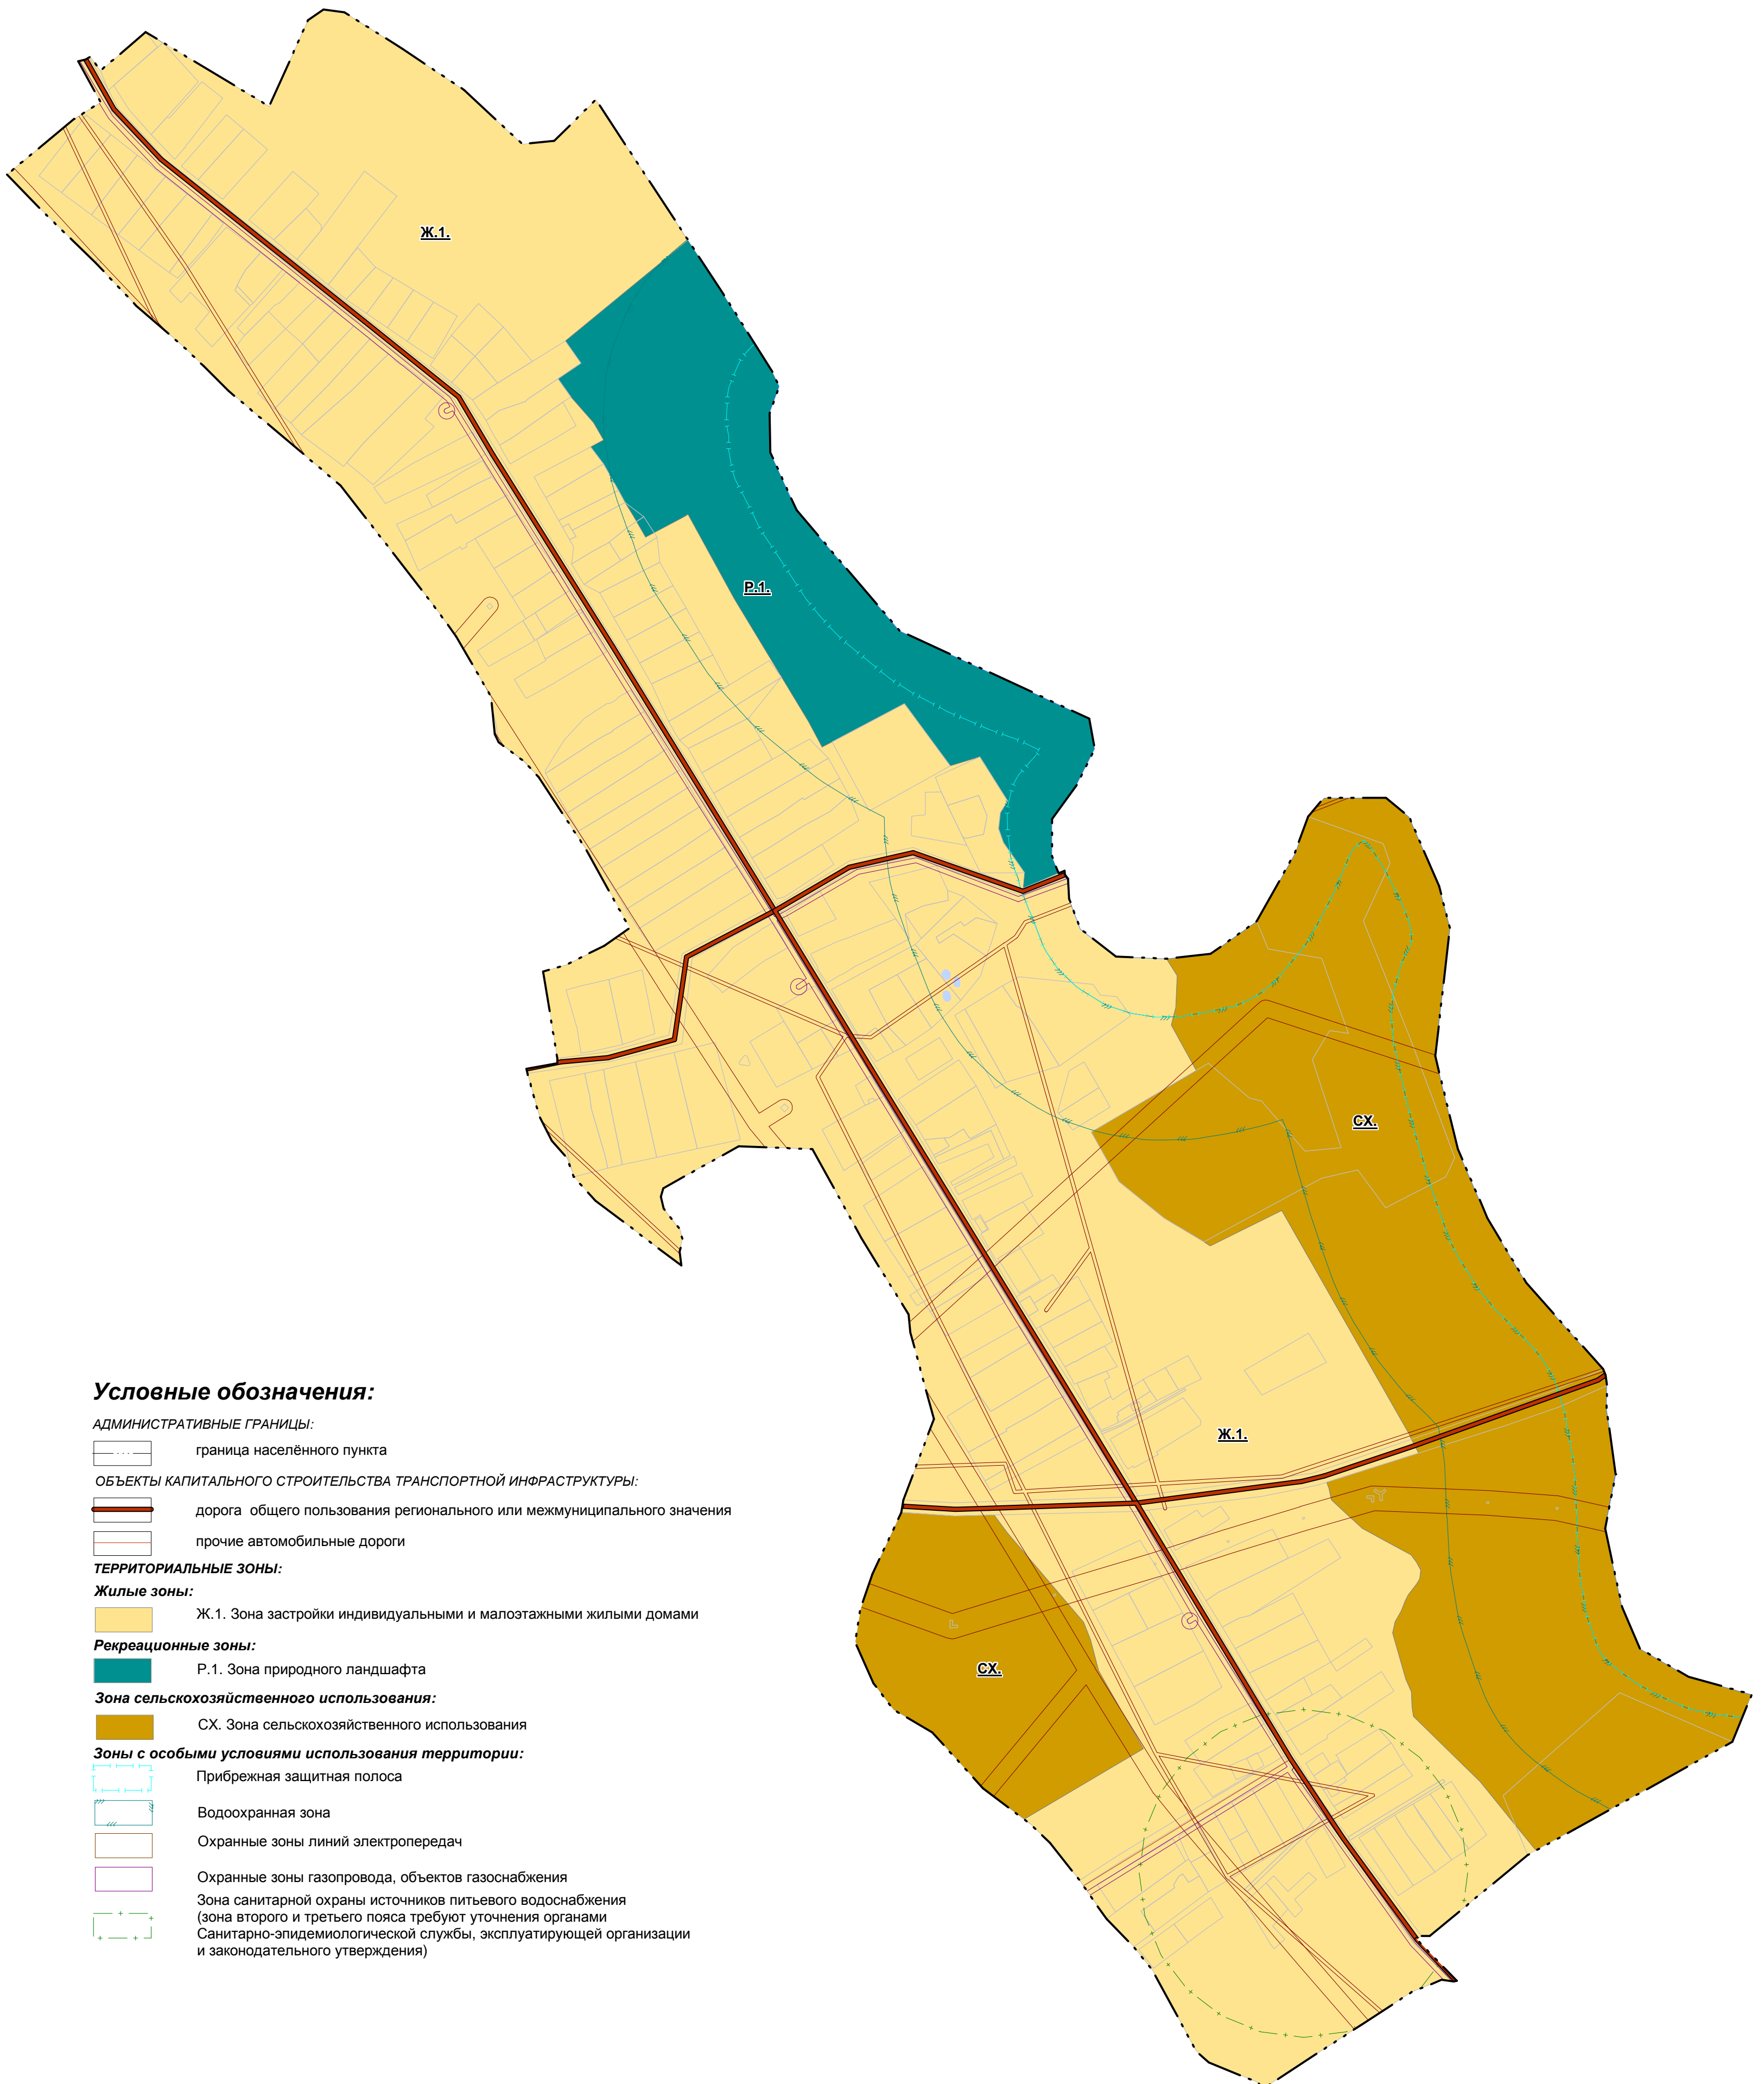 Ж.1.
Р.1.
СХ.
Ж.1.
СХ.
Условные обозначения:
АДМИНИСТРАТИВНЫЕ ГРАНИЦЫ:
граница населённого пункта
ОБЪЕКТЫ КАПИТАЛЬНОГО СТРОИТЕЛЬСТВА ТРАНСПОРТНОЙ ИНФРАСТРУКТУРЫ:
дорога общего пользования регионального или межмуниципального значения
прочие автомобильные дороги
ТЕРРИТОРИАЛЬНЫЕ ЗОНЫ:
Жилые зоны:
Ж.1. Зона застройки индивидуальными и малоэтажными жилыми домами
Рекреационные зоны:
Р.1. Зона природного ландшафта
Зона сельскохозяйственного использования:
СХ. Зона сельскохозяйственного использования
Зоны с особыми условиями использования территории:
Прибрежная защитная полоса
Водоохранная зона
Охранные зоны линий электропередач
Охранные зоны газопровода, объектов газоснабжения
Зона санитарной охраны источников питьевого водоснабжения
(зона второго и третьего пояса требуют уточнения органами
Санитарно-эпидемиологической службы, эксплуатирующей организации
и законодательного утверждения)